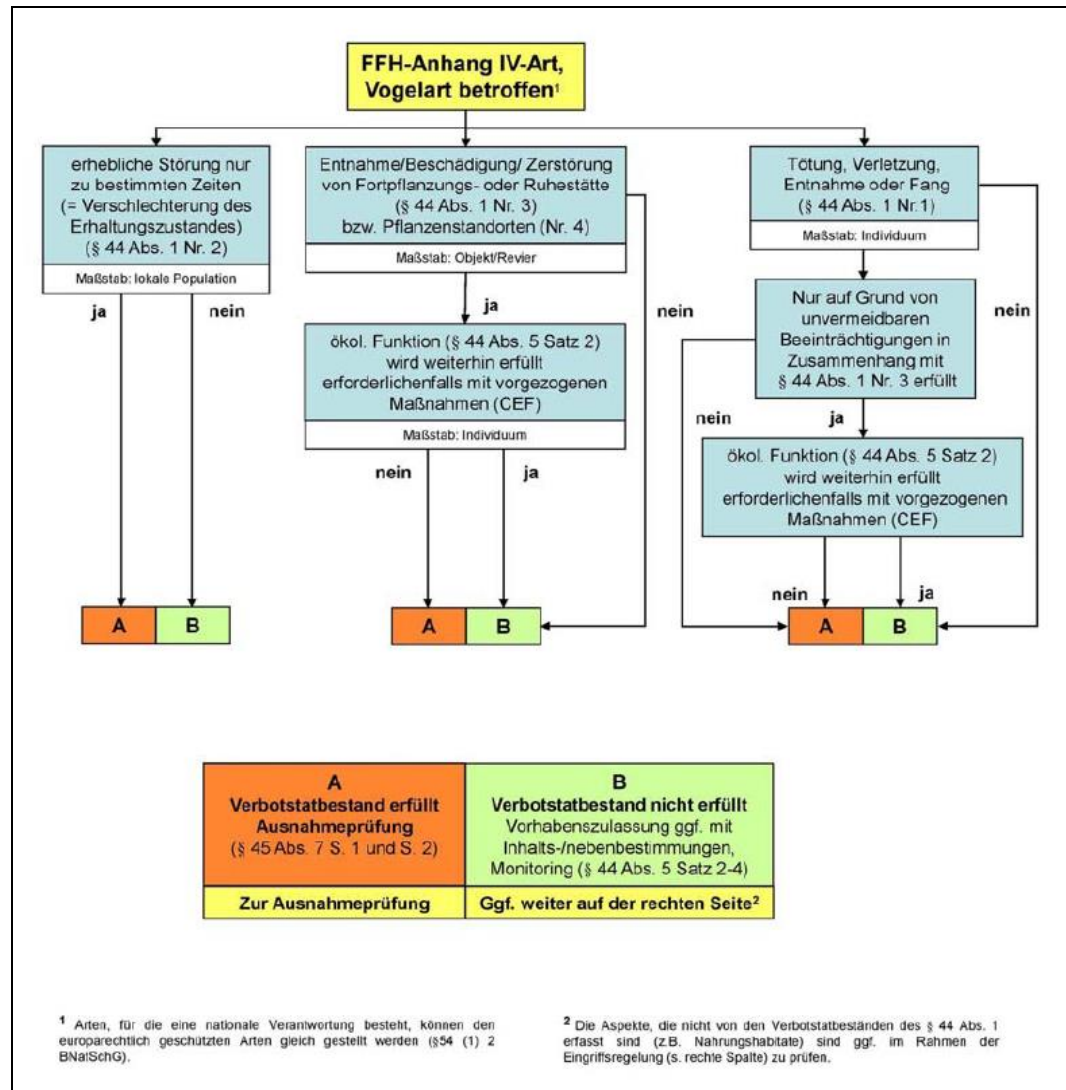 FFH-Anhang IV-Art,
Vogelart betroffen¹
erhebliche Störung nur
zu bestimmten Zeiten
(= Verschlechterung des
Erhaltungszustandes)
(§ 44 Abs. 1 Nr. 2)
Maßstab: lokale Population
ja
nein
Entnahme/Beschädigung/ Zerstörung
von Fortpflanzungs- oder Ruhestätte
(§ 44 Abs. 1 Nr. 3)
bzw. Pflanzenstandorten (Nr. 4)
Maßstab: Objekt/Revier
ja
nein
ökol. Funktion (§ 44 Abs. 5 Satz 2)
wird weiterhin erfüllt
erforderlichenfalls mit vorgezogenen
Maßnahmen (CEF)
Maßstab: Individuum
nein
ja
Tötung, Verletzung,
Entnahme oder Fang
(§ 44 Abs. 1 Nr.1)
Maßstab: Individuum
nein
Nur auf Grund von
unvermeidbaren
Beeinträchtigungen in
Zusammenhang mit
§ 44 Abs. 1 Nr. 3 erfüllt
nein
ja
ökol. Funktion (§ 44 Abs. 5 Satz 2)
wird weiterhin erfüllt
erforderlichenfalls mit vorgezogenen
Maßnahmen (CEF)
nein
ja
A B
A B
A B
A
Verbotstatbestand erfüllt
Ausnahmeprüfung
(§ 45 Abs. 7 S. 1 und S. 2)
Zur Ausnahmeprüfung
B
Verbotstatbestand nicht erfüllt
Vorhabenszulassung ggf. mit
Inhalts-/nebenbestimmungen,
Monitoring (§ 44 Abs. 5 Satz 2-4)
Ggf. weiter auf der rechten Seite²
¹ Arten, für die eine nationale Verantwortung besteht, können den
europarechtlich geschützten Arten gleich gestellt werden (§54 (1) 2
BNatSchG).
² Die Aspekte, die nicht von den Verbotstatbeständen des § 44 Abs. 1
erfasst sind (z.B. Nahrungshabitate) sind ggf. im Rahmen der
Eingriffsregelung (s. rechte Spalte) zu prüfen.